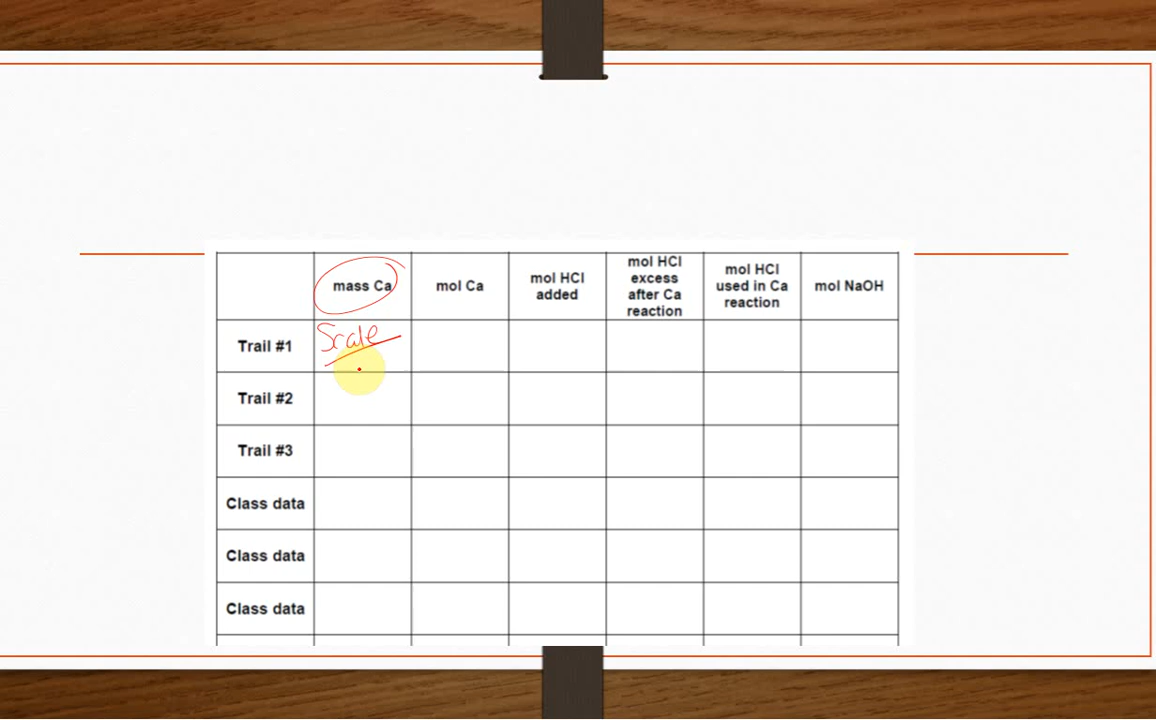 mass Ca
mol Ca
mol HCl
added
mol HCl
excess
after Ca
reaction
mol HCl
used in Ca
reaction
mol NaOH
Trail #1
Scale
Trail #2
Trail #3
Class data
Class data
Class data